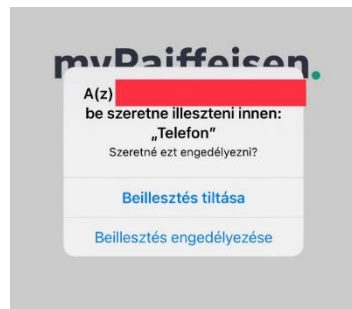 myRaiffeisen.
A(z)
be szeretne illeszteni innen:
„Telefon”
Szeretné ezt engedélyezni?
Beillesztés tiltása
Beillesztés engedélyezése